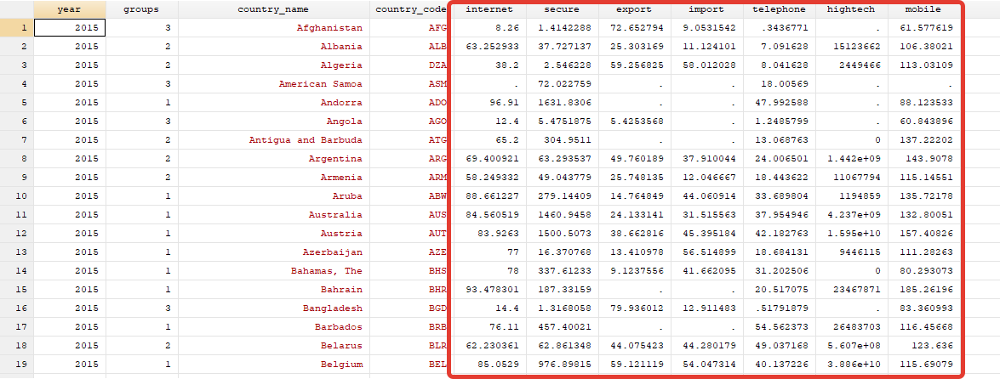 year groups country_name country_code internet secure export import telephone hightech mobile
1 2015 3 Afghanistan AFG 8.26 1.4142288 72.652794 9.0531542 .3436771 . 61.577619
2 2015 2 Albania ALB 63.252933 37.727137 25.303169 11.124101 7.091628 15123662 106.38021
3 2015 2 Algeria DZA 38.2 2.546228 59.256825 58.012028 8.041628 2449466 113.03109
4 2015 3 American Samoa ASM . 72.022759 . . 18.00569 . .
5 2015 1 Andorra ADO 96.91 1631.8306 . . 47.992588 . 88.123533
6 2015 3 Angola AGO 12.4 5.4751875 5.4253568 . 1.2485799 . 60.843896
7 2015 2 Antigua and Barbuda ATG 65.2 304.9511 . . 13.068763 0 137.22202
8 2015 2 Argentina ARG 69.400921 63.293537 49.760189 37.910044 24.006501 1.442e+09 143.9078
9 2015 2 Armenia ARM 58.249332 49.043779 25.748135 12.046667 18.443622 11067794 115.14551
10 2015 1 Aruba ABW 88.661227 279.14409 14.764849 44.060914 33.689804 1194859 135.72178
11 2015 1 Australia AUS 84.560519 1460.9458 24.133141 31.515563 37.954946 4.237e+09 132.80051
12 2015 1 Austria AUT 83.9263 1500.5073 38.662816 45.395184 42.182763 1.595e+10 157.40826
13 2015 1 Azerbaijan AZE 77 16.370768 13.410978 56.514899 18.684131 9446115 111.28263
14 2015 1 Bahamas, The BHS 78 337.61233 9.1237556 41.662095 31.202506 0 80.293073
15 2015 1 Bahrain BHR 93.478301 187.33159 . . 20.517075 23467871 185.26196
16 2015 3 Bangladesh BGD 14.4 1.3168058 79.936012 12.911483 .51791879 . 83.360993
17 2015 1 Barbados BRB 76.11 457.40021 . . 54.562373 26483703 116.45668
18 2015 2 Belarus BLR 62.230361 62.861348 44.075423 44.280179 49.037168 5.607e+08 123.636
19 2015 1 Belgium BEL 85.0529 976.89815 59.121119 54.047314 40.137226 3.886e+10 115.69079